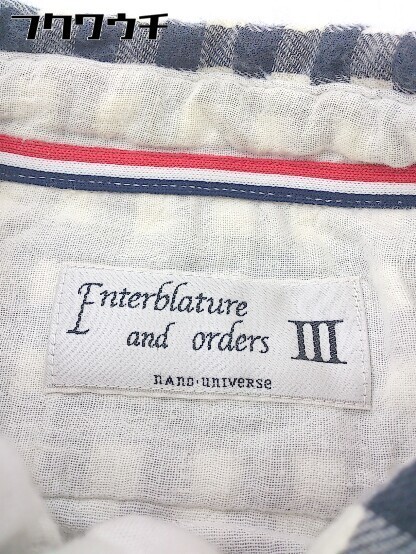 フクワウチ
Enterblature
and orders III
nano·universe